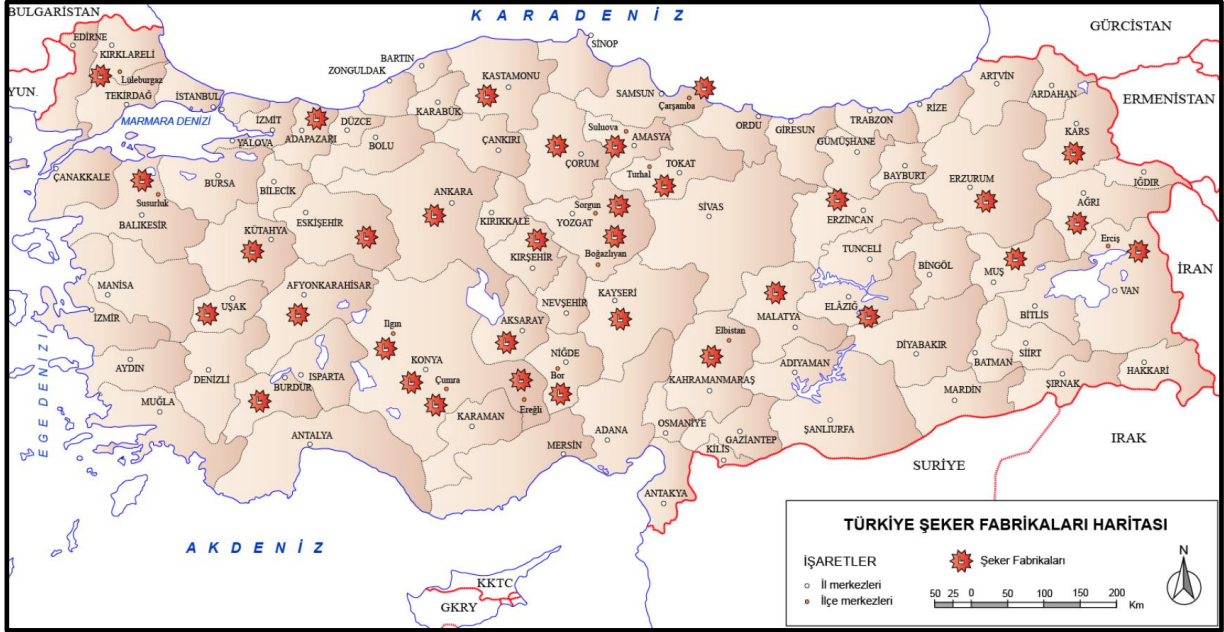 BULGARİSTAN
K A R A D E N İ Z
GÜRCİSTAN
EDİRNE
KIRKLARELİ
SİNOP
BARTIN
ZONGULDAK
KASTAMONU
ARTVİN
ARDAHAN
YUN.
Lüleburgaz
TEKİRDAĞ
İSTANBUL
SAMSUN
Çarşamba
RİZE
ERMENİSTAN
MARMARA DENİZİ
İZMİT
ADAPAZARI
DÜZCE
KARABÜK
ORDU
GİRESUN
TRABZON
KARS
YALOVA
BOLU
ÇANKIRI
ÇORUM
Suluova
AMASYA
GÜMÜŞHANE
ÇANAKKALE
BURSA
BİLECİK
Turhal
TOKAT
BAYBURT
ERZURUM
IĞDIR
Susurluk
ANKARA
AĞRI
BALIKESİR
ESKİŞEHİR
KIRIKKALE
YOZGAT
Sorgun
SİVAS
ERZİNCAN
KÜTAHYA
KIRŞEHİR
Boğazlıyan
TUNCELİ
Erciş
BİNGÖL
MUŞ
İRAN
MANİSA
AFYONKARAHİSAR
NEVŞEHİR
KAYSERİ
VAN
UŞAK
İZMİR
MALATYA
ELÂZIĞ
BİTLİS
Ilgın
AKSARAY
Elbistan
EGE DENİZİ
KONYA
NİĞDE
DİYABAKIR
SİİRT
AYDIN
DENİZLİ
BURDUR
ISPARTA
Çumra
Bor
KAHRAMANMARAŞ
ADIYAMAN
BATMAN
HAKKARİ
MARDİN
ŞIRNAK
MUĞLA
Ereğli
KARAMAN
ANTALYA
MERSİN
ADANA
OSMANİYE
GAZİANTEP
ŞANLIURFA
KİLİS
IRAK
SURİYE
ANTAKYA
A K D E N İ Z
KKTC
GKRY
TÜRKİYE ŞEKER FABRİKALARI HARİTASI
İŞARETLER
Şeker Fabrikaları
İl merkezleri
İlçe merkezleri
N
50 25 0 50 100 150 200
Km